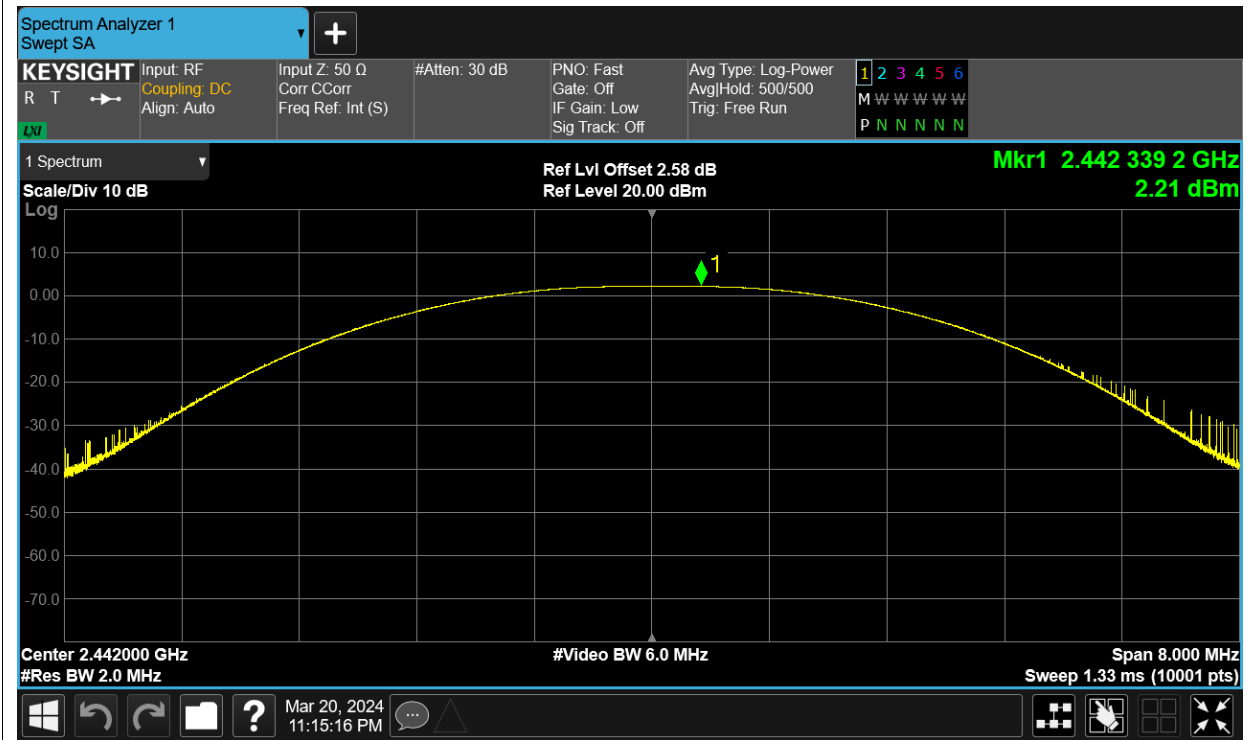 Spectrum Analyzer 1
Swept SA
+
KEYSIGHT
R T
LXI
Input: RF
Coupling: DC
Align: Auto
Input Z: 50 Ω
Corr CCorr
Freq Ref: Int (S)
#Atten: 30 dB
PNO: Fast
Gate: Off
IF Gain: Low
Sig Track: Off
Avg Type: Log-Power
Avg|Hold: 500/500
Trig: Free Run
1 2 3 4 5 6
M W W W W W
P N N N N N
1 Spectrum
Scale/Div 10 dB
Log
Ref Lvl Offset 2.58 dB
Ref Level 20.00 dBm
Mkr1 2.442 339 2 GHz
2.21 dBm
1
10.0
0.00
-10.0
-20.0
-30.0
-40.0
-50.0
-60.0
-70.0
Center 2.442000 GHz
#Res BW 2.0 MHz
#Video BW 6.0 MHz
Span 8.000 MHz
Sweep 1.33 ms (10001 pts)
?
Mar 20, 2024
11:15:16 PM